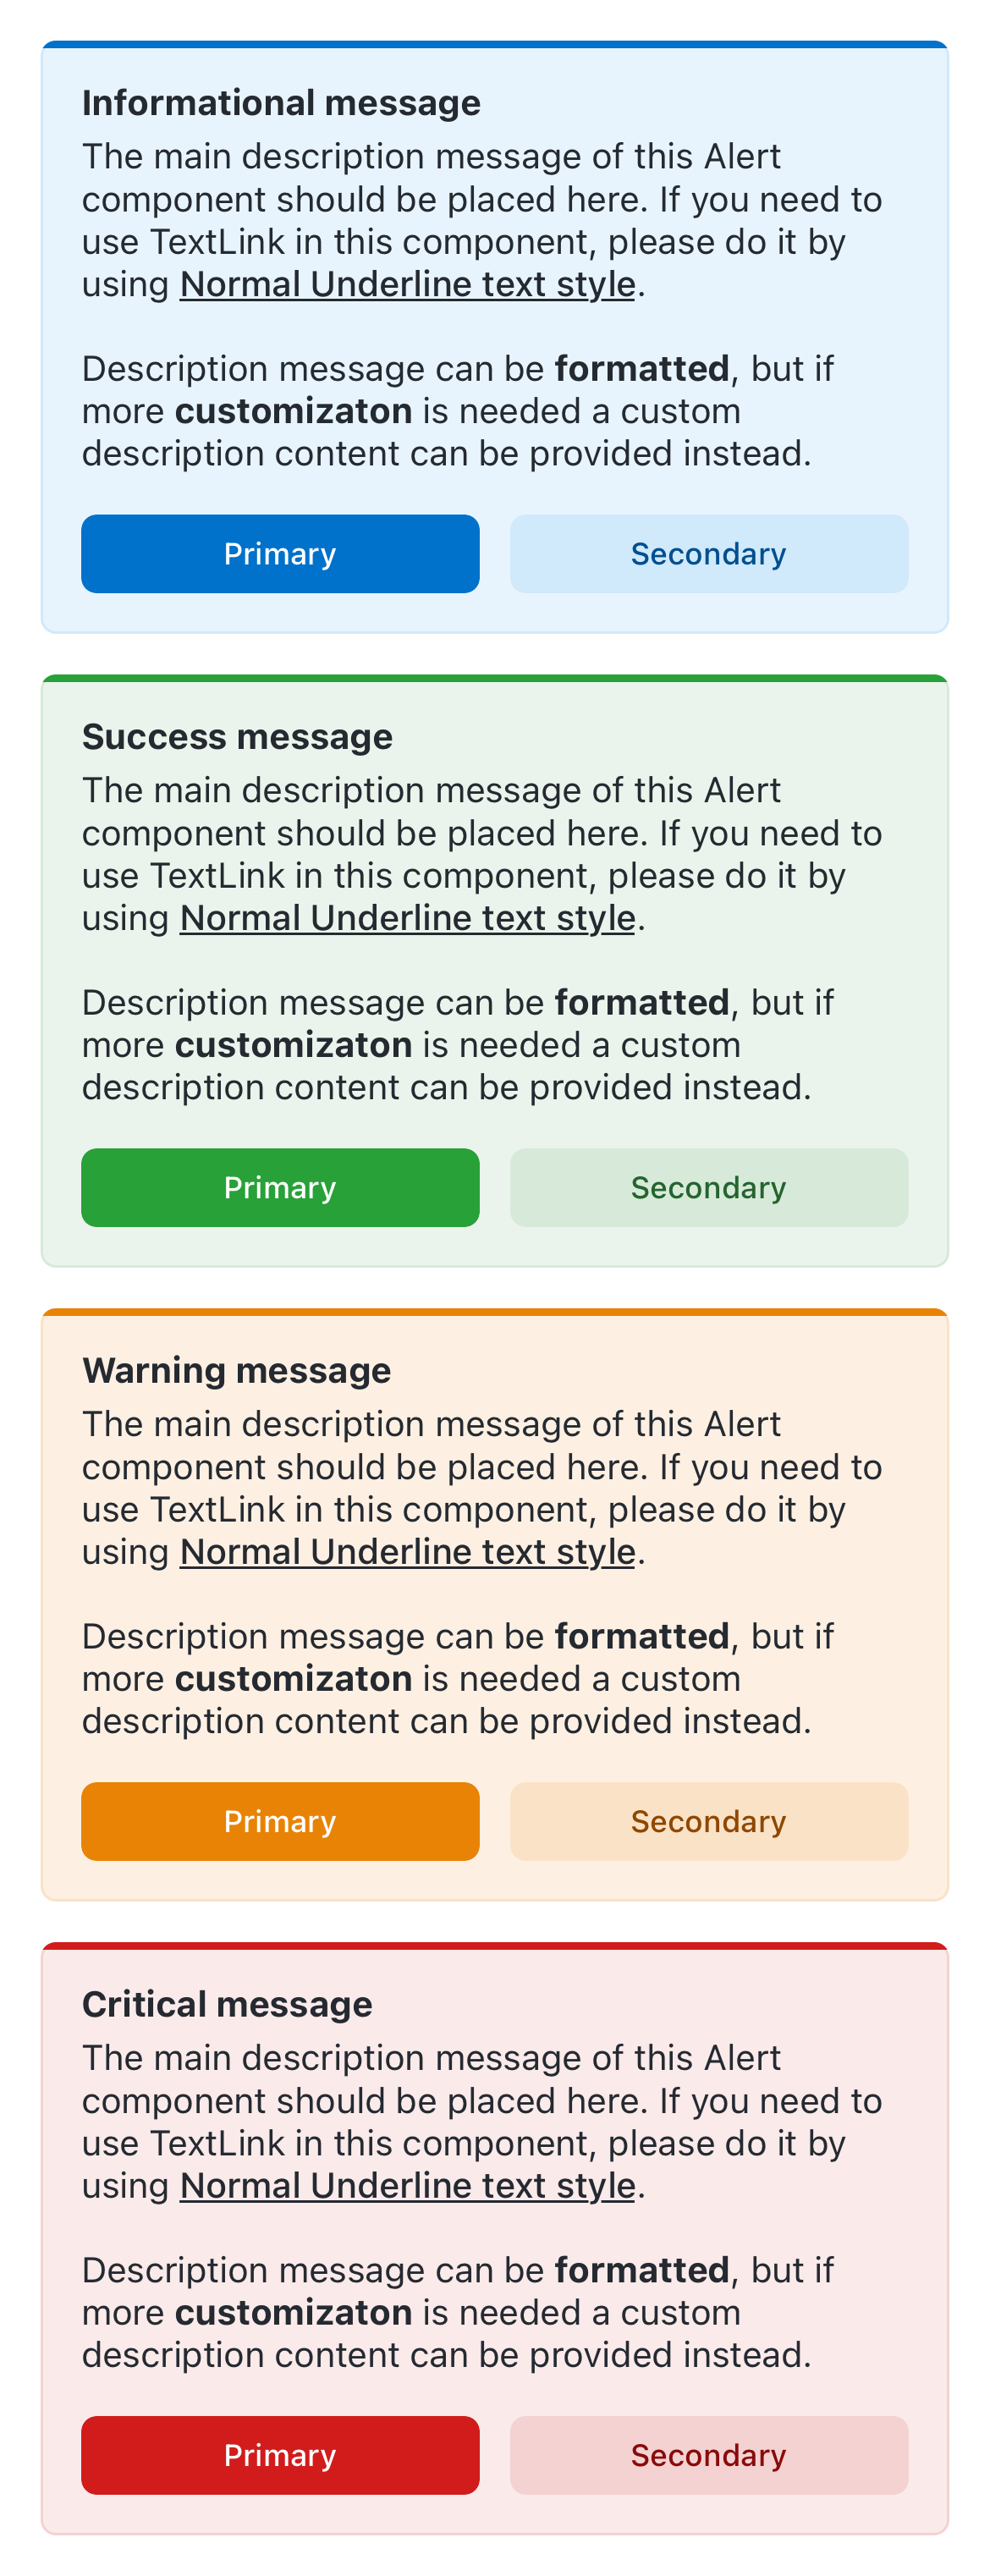 Informational message
The main description message of this Alert
component should be placed here. If you need to
use TextLink in this component, please do it by
using Normal Underline text style.
Description message can be formatted, but if
more customizaton is needed a custom
description content can be provided instead.
Primary Secondary
Success message
The main description message of this Alert
component should be placed here. If you need to
use TextLink in this component, please do it by
using Normal Underline text style.
Description message can be formatted, but if
more customizaton is needed a custom
description content can be provided instead.
Primary Secondary
Warning message
The main description message of this Alert
component should be placed here. If you need to
use TextLink in this component, please do it by
using Normal Underline text style.
Description message can be formatted, but if
more customizaton is needed a custom
description content can be provided instead.
Primary Secondary
Critical message
The main description message of this Alert
component should be placed here. If you need to
use TextLink in this component, please do it by
using Normal Underline text style.
Description message can be formatted, but if
more customizaton is needed a custom
description content can be provided instead.
Primary Secondary